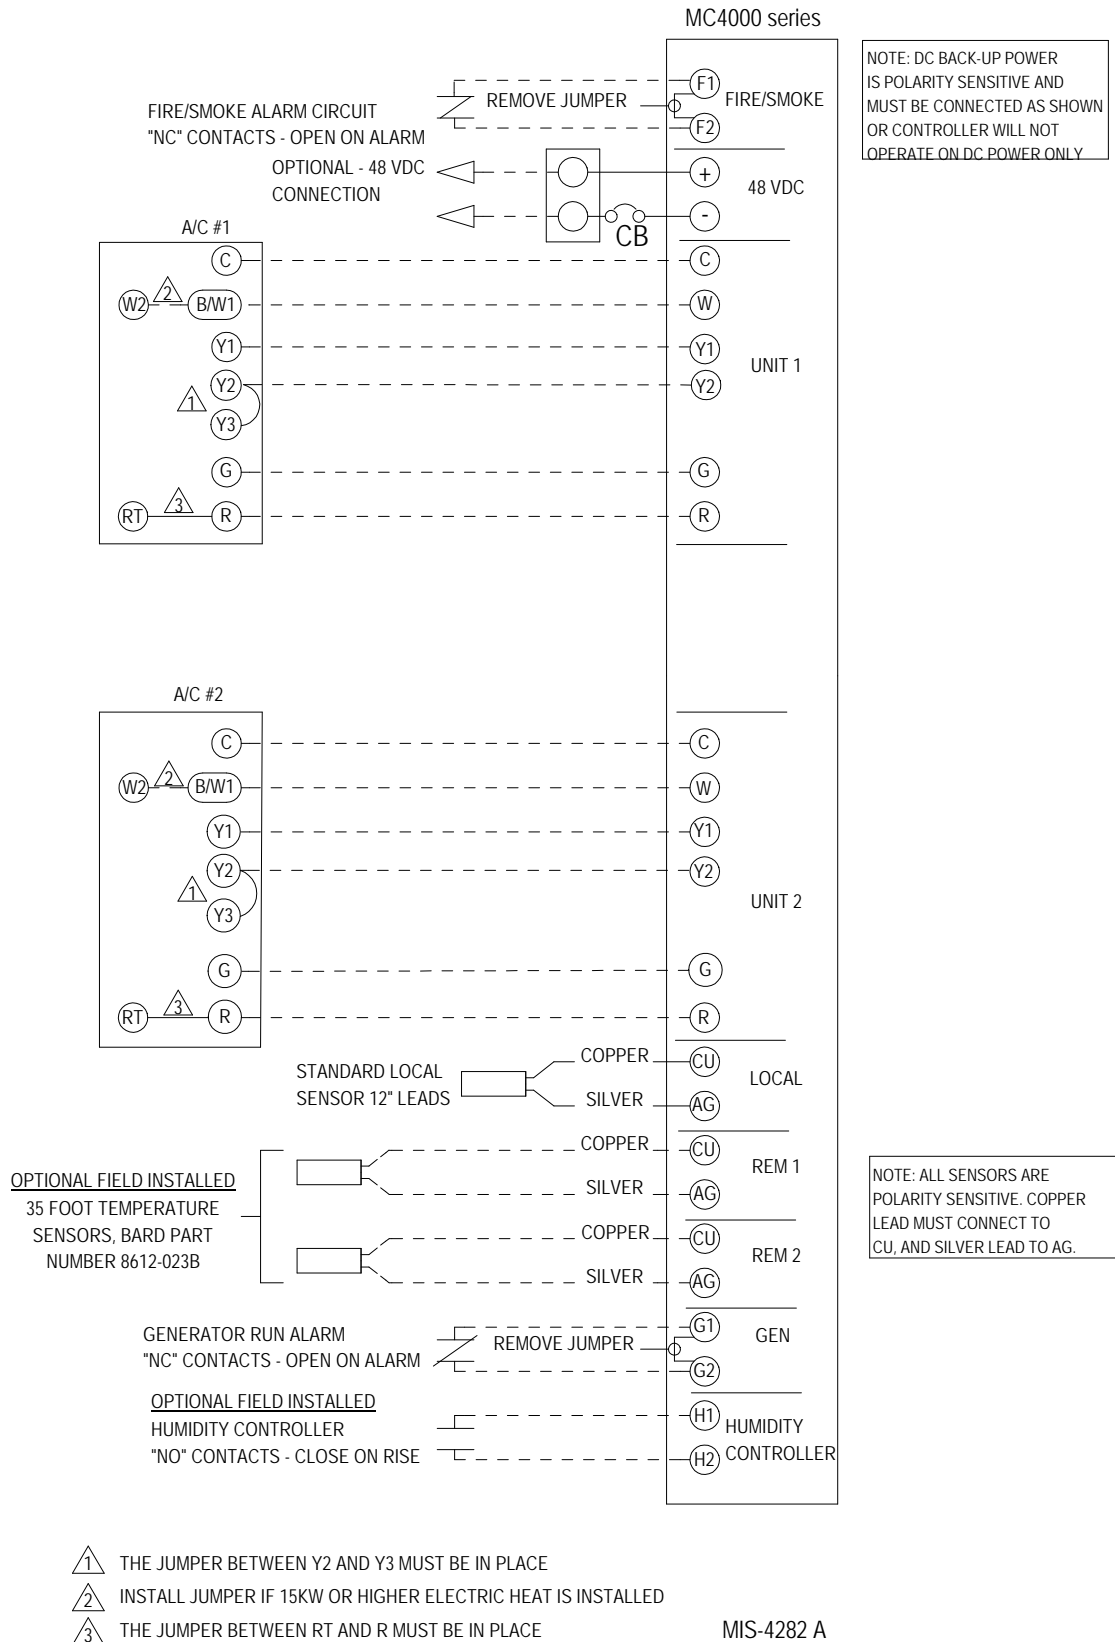 MC4000 series
NOTE: DC BACK-UP POWER
IS POLARITY SENSITIVE AND
MUST BE CONNECTED AS SHOWN
OR CONTROLLER WILL NOT
OPERATE ON DC POWER ONLY
FIRE/SMOKE ALARM CIRCUIT
"NC" CONTACTS - OPEN ON ALARM
REMOVE JUMPER
F1
F2
FIRE/SMOKE
OPTIONAL - 48 VDC
CONNECTION
CB
+
-
48 VDC
A/C #1
C
W2
2
B/W1
Y1
Y2
1
Y3
G
RT
3
R
C
W
Y1
Y2
G
R
UNIT 1
A/C #2
C
W2
2
B/W1
Y1
Y2
1
Y3
G
RT
3
R
C
W
Y1
Y2
G
R
UNIT 2
STANDARD LOCAL
SENSOR 12" LEADS
COPPER
SILVER
CU
AG
LOCAL
OPTIONAL FIELD INSTALLED
35 FOOT TEMPERATURE
SENSORS, BARD PART
NUMBER 8612-023B
COPPER
SILVER
CU
AG
REM 1
COPPER
SILVER
CU
AG
REM 2
NOTE: ALL SENSORS ARE
POLARITY SENSITIVE. COPPER
LEAD MUST CONNECT TO
CU, AND SILVER LEAD TO AG.
GENERATOR RUN ALARM
"NC" CONTACTS - OPEN ON ALARM
REMOVE JUMPER
G1
G2
GEN
OPTIONAL FIELD INSTALLED
HUMIDITY CONTROLLER
"NO" CONTACTS - CLOSE ON RISE
H1
H2
HUMIDITY
CONTROLLER
1 THE JUMPER BETWEEN Y2 AND Y3 MUST BE IN PLACE
2 INSTALL JUMPER IF 15KW OR HIGHER ELECTRIC HEAT IS INSTALLED
3 THE JUMPER BETWEEN RT AND R MUST BE IN PLACE
MIS-4282 A